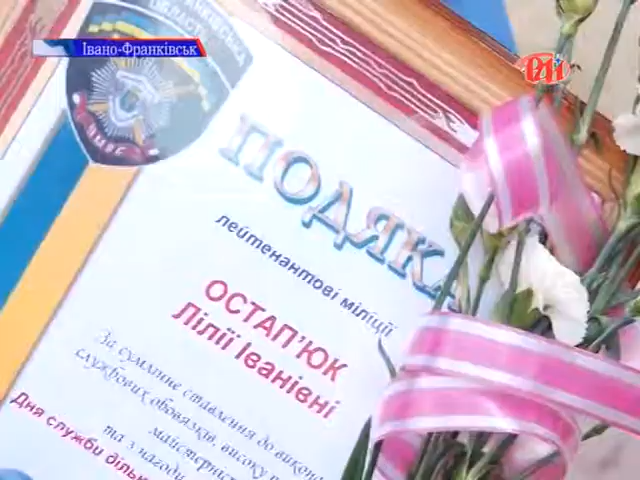 Івано-Франківськ
ПОДЯКА
лейтенантові міліції
ОСТАП'ЮК
Лілії Іванівні
За сумлінне ставлення до
службових обов'язків, високу
та з нагоди
Дня служби